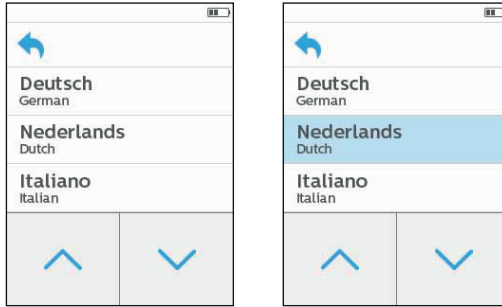 Deutsch
German
Nederlands
Dutch
Italiano
Italian
Deutsch
German
Nederlands
Dutch
Italiano
Italian